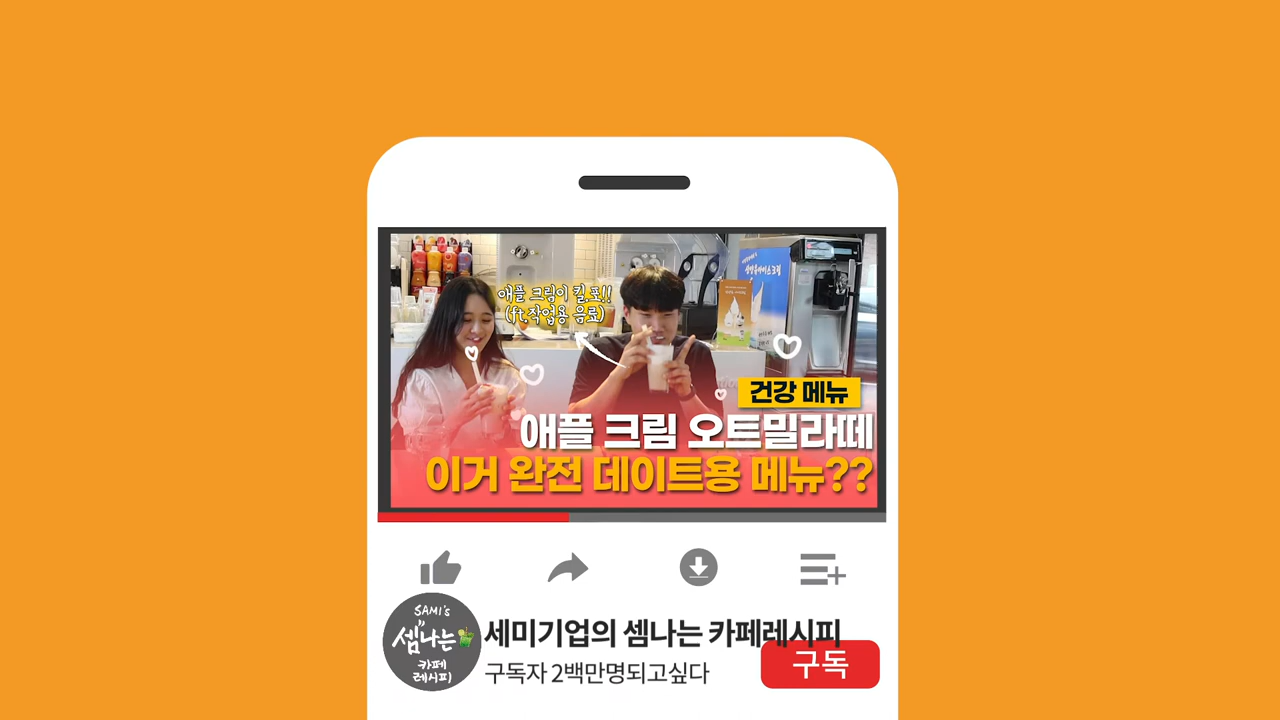 애플 크림이 킬.포!!
(ft.작업용 음료)
건강 메뉴
애플 크림 오트밀라떼
이거 완전 데이트용 메뉴??
SAMI's
셈나는
카페
레시피
세미기업의 셈나는 카페레시피
구독자 2백만명되고싶다
구독